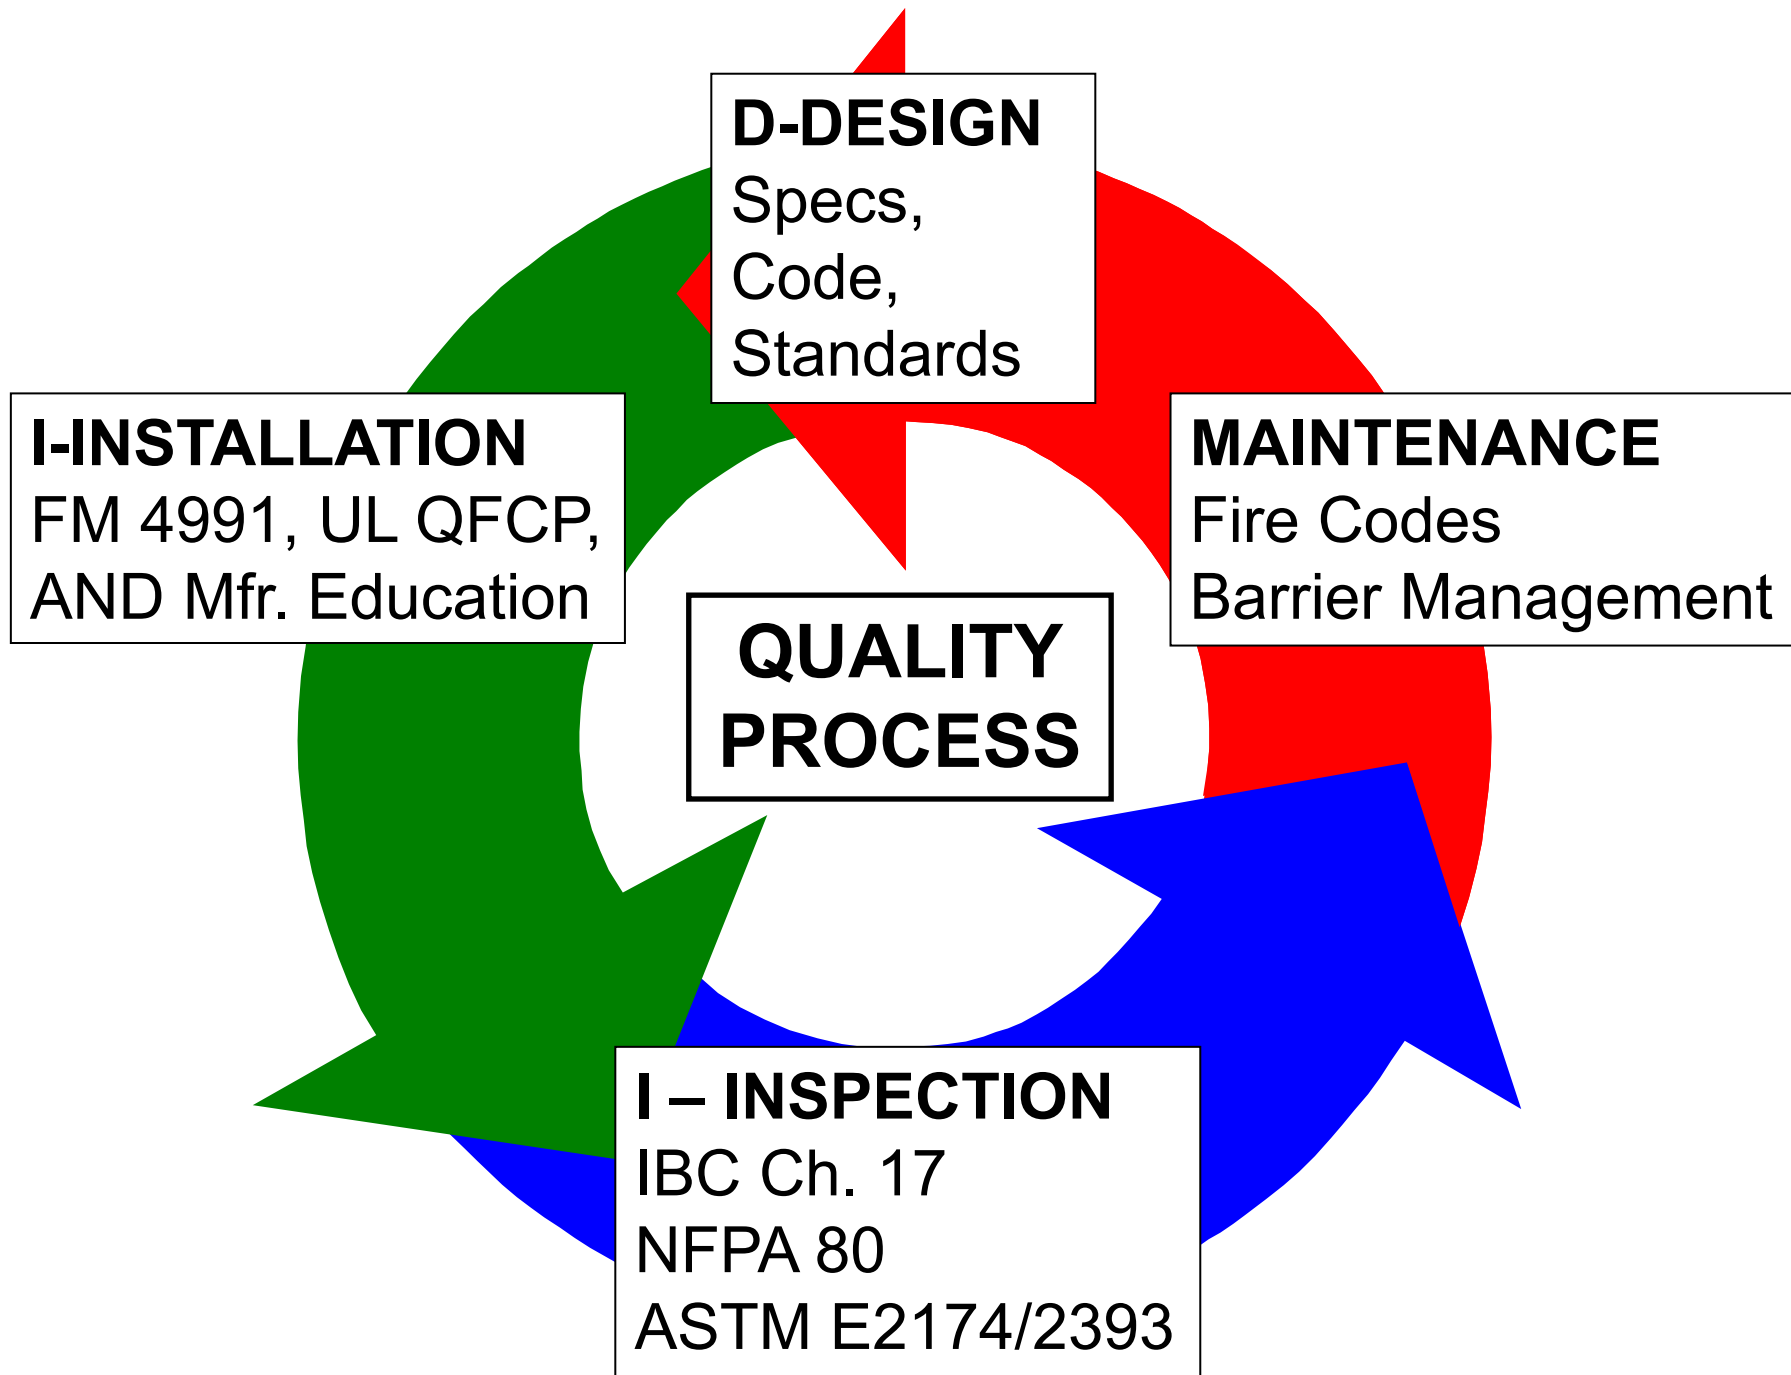 D-DESIGN
Specs,
Code,
Standards
I-INSTALLATION
FM 4991, UL QFCP,
AND Mfr. Education
MAINTENANCE
Fire Codes
Barrier Management
QUALITY
PROCESS
I – INSPECTION
IBC Ch. 17
NFPA 80
ASTM E2174/2393